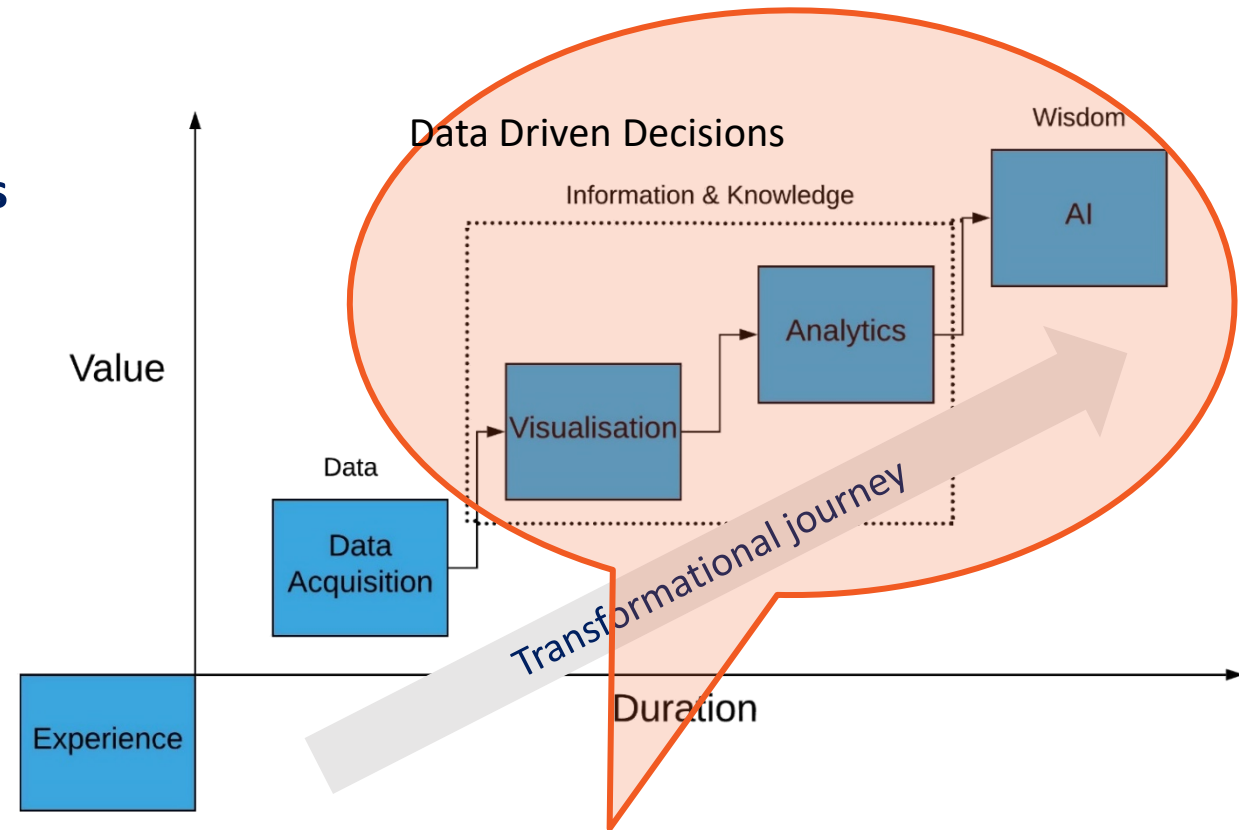 Data Driven Decisions
Wisdom
s
Information & Knowledge
AI
Analytics
Value
Visualisation
Data
Data
Acquisition
Transformational journey
Duration
Experience